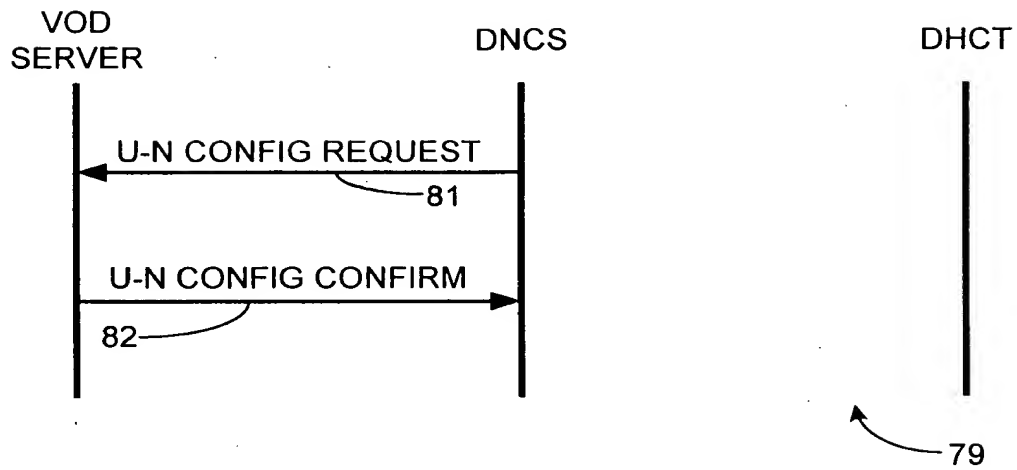 VOD
SERVER
DNCS
DHCT
U-N CONFIG REQUEST
81
U-N CONFIG CONFIRM
82
79